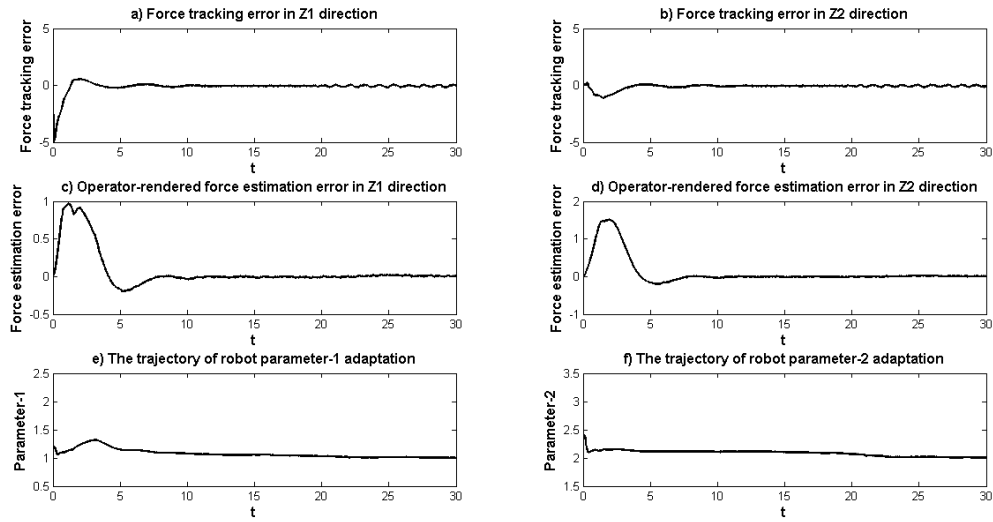 a) Force tracking error in Z1 direction
Force tracking error
5
0
-5
0 5 10 15 20 25 30
t
b) Force tracking error in Z2 direction
Force tracking error
5
0
-5
0 5 10 15 20 25 30
t
c) Operator-rendered force estimation error in Z1 direction
Force estimation error
1
0.5
0
-0.5
0 5 10 15 20 25 30
t
d) Operator-rendered force estimation error in Z2 direction
Force estimation error
2
1
0
-1
0 5 10 15 20 25 30
t
e) The trajectory of robot parameter-1 adaptation
Parameter-1
2.5
2
1.5
1
0.5
0 5 10 15 20 25 30
t
f) The trajectory of robot parameter-2 adaptation
Parameter-2
3.5
3
2.5
2
1.5
0 5 10 15 20 25 30
t